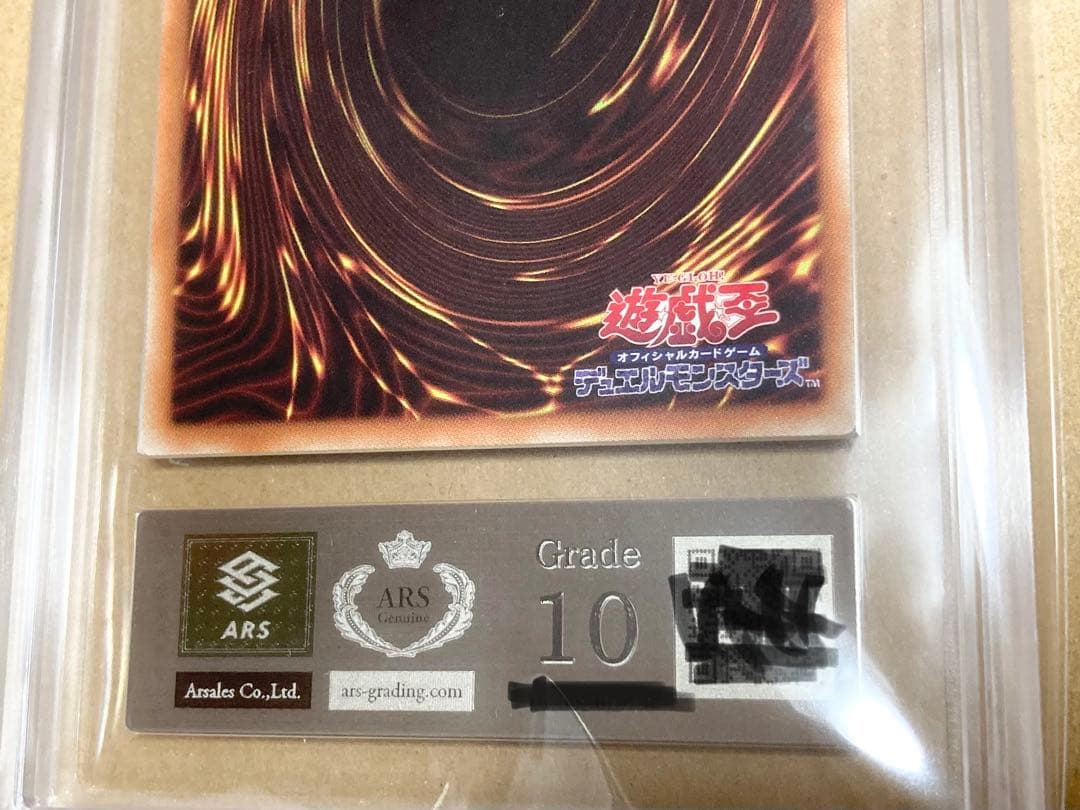 YU-GI-OH!
遊戯王
オフィシャルカードゲーム
デュエルモンスターズ™
ARS
Arsales Co.,Ltd.
ARS
Genuine
ars-grading.com
Grade
10